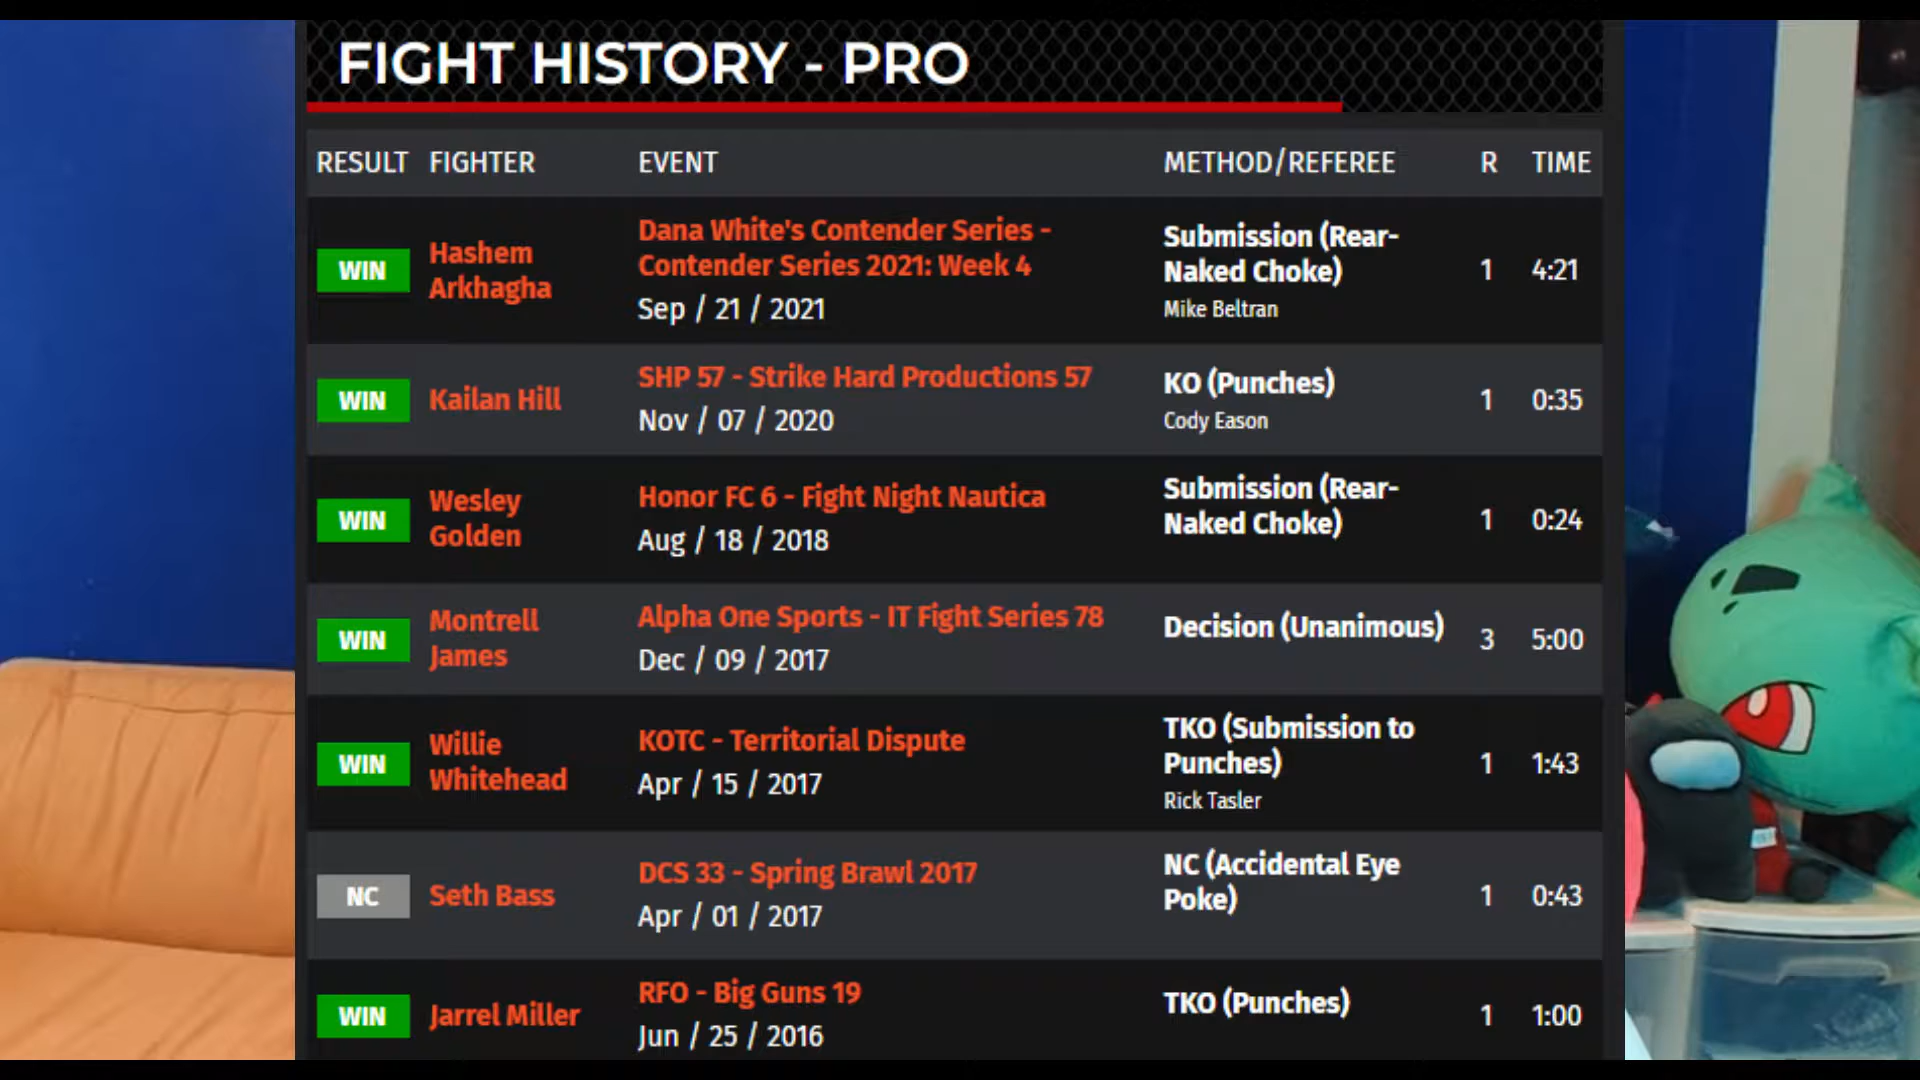 FIGHT HISTORY - PRO
RESULT FIGHTER EVENT METHOD/REFEREE R TIME
WIN
Hashem
Arkhagha
Dana White's Contender Series -
Contender Series 2021: Week 4
Sep / 21 / 2021
Submission (Rear-
Naked Choke)
Mike Beltran
1
4:21
WIN
Kailan Hill
SHP 57 - Strike Hard Productions 57
Nov / 07 / 2020
KO (Punches)
Cody Eason
1
0:35
WIN
Wesley
Golden
Honor FC 6 - Fight Night Nautica
Aug / 18 / 2018
Submission (Rear-
Naked Choke)
1
0:24
WIN
Montrell
James
Alpha One Sports - IT Fight Series 78
Dec / 09 / 2017
Decision (Unanimous)
3
5:00
WIN
Willie
Whitehead
KOTC - Territorial Dispute
Apr / 15 / 2017
TKO (Submission to
Punches)
Rick Tasler
1
1:43
NC
Seth Bass
DCS 33 - Spring Brawl 2017
Apr / 01 / 2017
NC (Accidental Eye
Poke)
1
0:43
WIN
Jarrel Miller
RFO - Big Guns 19
Jun / 25 / 2016
TKO (Punches)
1
1:00